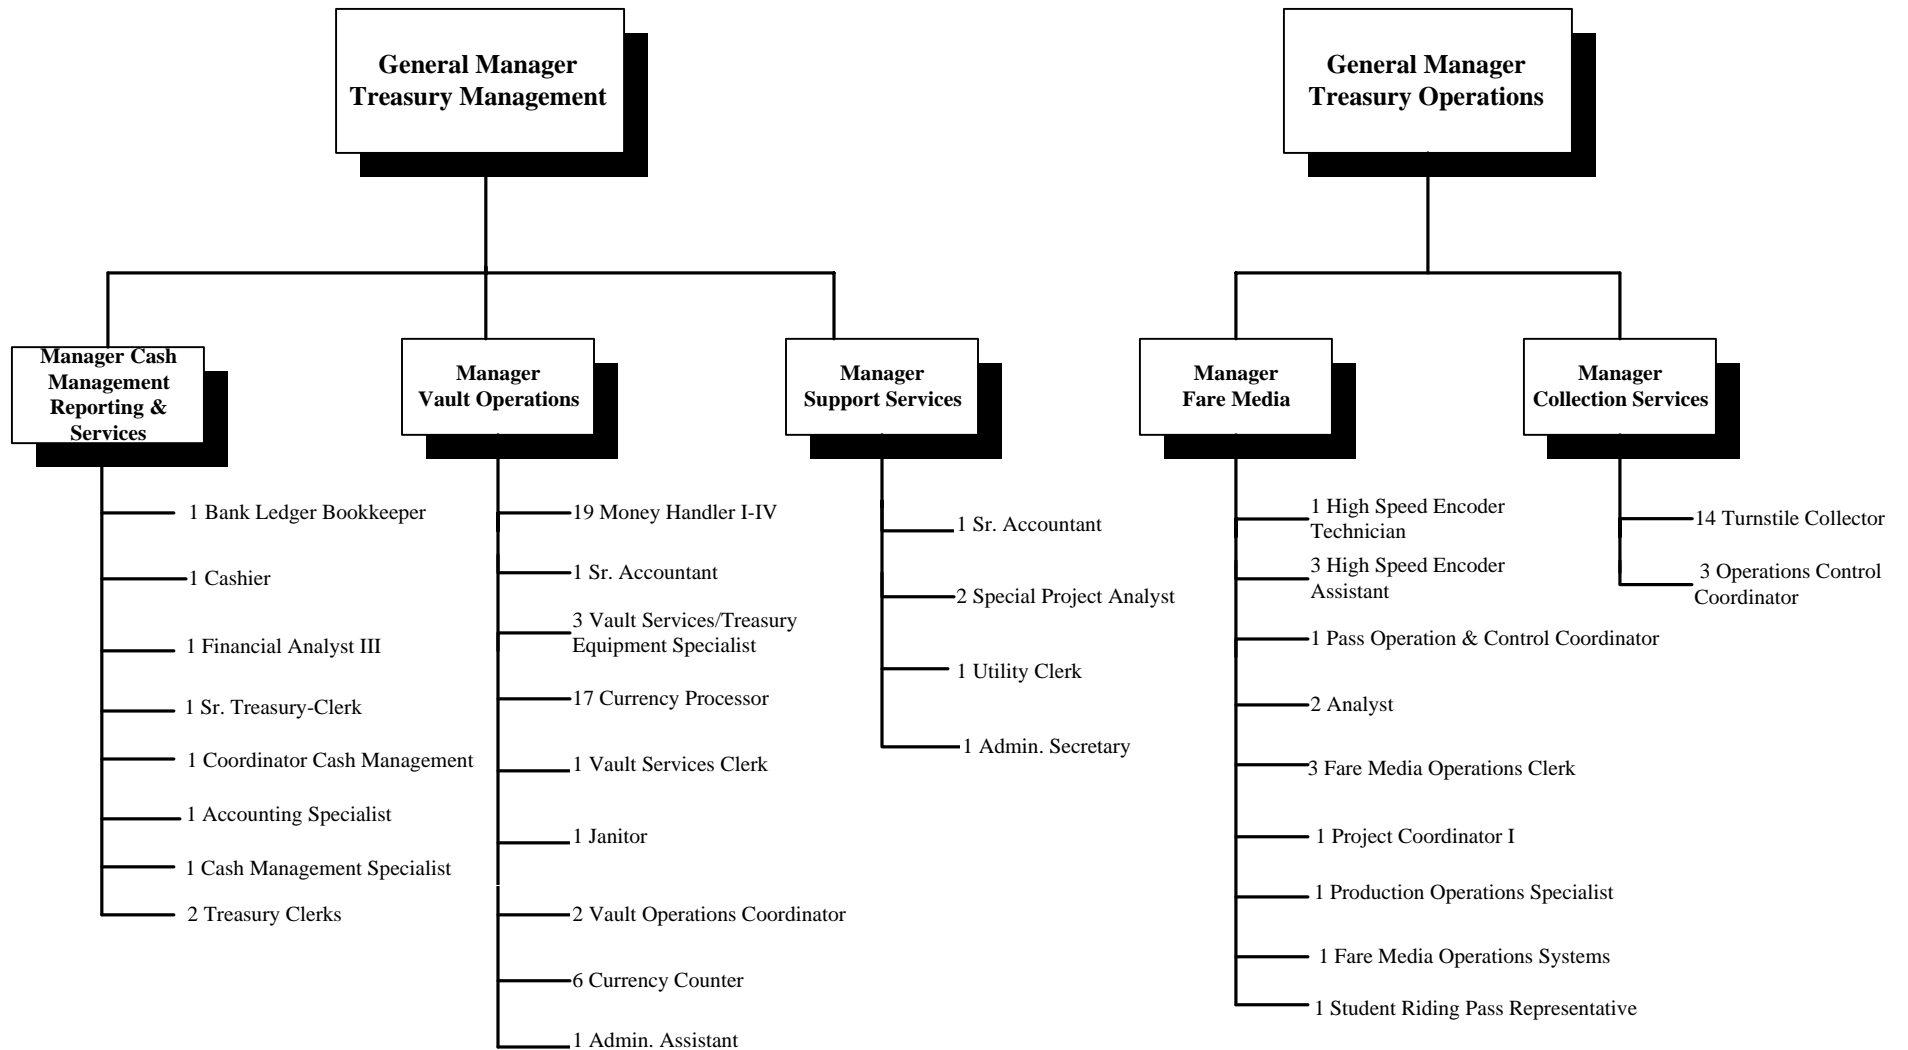 General Manager
Treasury Management
General Manager
Treasury Operations
Manager Cash
Management
Reporting &
Services
Manager
Vault Operations
Manager
Support Services
Manager
Fare Media
Manager
Collection Services
1 Bank Ledger Bookkeeper
1 Cashier
1 Financial Analyst III
1 Sr. Treasury-Clerk
1 Coordinator Cash Management
1 Accounting Specialist
1 Cash Management Specialist
2 Treasury Clerks
19 Money Handler I-IV
1 Sr. Accountant
3 Vault Services/Treasury
Equipment Specialist
17 Currency Processor
1 Vault Services Clerk
1 Janitor
2 Vault Operations Coordinator
6 Currency Counter
1 Admin. Assistant
1 Sr. Accountant
2 Special Project Analyst
1 Utility Clerk
1 Admin. Secretary
1 High Speed Encoder
Technician
3 High Speed Encoder
Assistant
1 Pass Operation & Control Coordinator
2 Analyst
3 Fare Media Operations Clerk
1 Project Coordinator I
1 Production Operations Specialist
1 Fare Media Operations Systems
1 Student Riding Pass Representative
14 Turnstile Collector
3 Operations Control
Coordinator